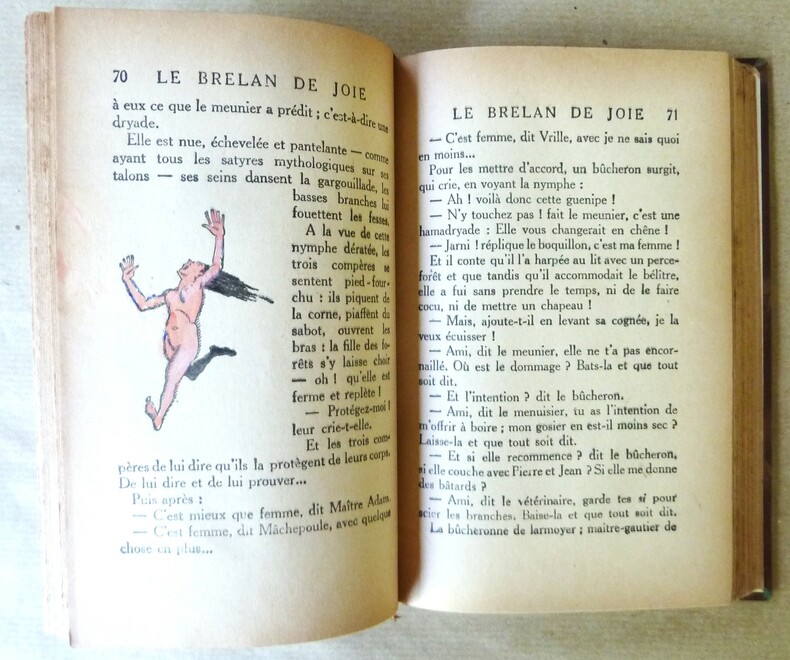 70 LE BRELAN DE JOIE
à eux ce que le meunier a prédit ; c'est-à-dire une
dryade.
Elle est nue, échevelée et pantelante — comme
ayant tous les satyres mythologiques sur ses
talons — ses seins dansent la gargouillade, les
basses branches lui
fouettent les fesses.
A la vue de cette
nymphe dératée, les
trois compères se
sentent pied-four-
chu : ils piquent de
la corne, piaffent du
sabot, ouvrent les
bras : la fille des fo-
rêts s'y laisse choir
— oh ! qu'elle est
ferme et replète !
— Protégez-moi !
leur crie-t-elle.
Et les trois com-
pères de lui dire qu'ils la protègent de leurs corps.
De lui dire et de lui prouver...
Puis après :
— C'est mieux que femme, dit Maître Adam.
— C'est femme, dit Mâchepoule, avec quelque
chose en plus...
LE BRELAN DE JOIE 71
— C'est femme, dit Vrille, avec je ne sais quoi
en moins...
Pour les mettre d'accord, un bûcheron surgit,
qui crie, en voyant la nymphe :
— Ah ! voilà donc cette guenipe !
— N'y touchez pas ! fait le meunier, c'est une
hamadryade : Elle vous changerait en chêne !
— Jarni ! réplique le boquillon, c'est ma femme !
Et il conte qu'il l'a harpée au lit avec un perce-
forêt et que tandis qu'il accommodait le bélître,
elle a fui sans prendre le temps, ni de le faire
cocu, ni de mettre un chapeau !
— Mais, ajoute-t-il en levant sa cognée, je la
veux écuisser !
— Ami, dit le meunier, elle ne t'a pas encor-
naillé. Où est le dommage ? Bats-la et que tout
soit dit.
— Et l'intention ? dit le bûcheron.
— Ami, dit le menuisier, tu as l'intention de
m'offrir à boire ; mon gosier en est-il moins sec ?
Laisse-la et que tout soit dit.
— Et si elle recommence ? dit le bûcheron,
si elle couche avec Pierre et Jean ? Si elle me donne
des bâtards ?
— Ami, dit le vétérinaire, garde tes si pour
scier les branches. Baise-la et que tout soit dit.
La bûcheronne de larmoyer ; maître-gautier de